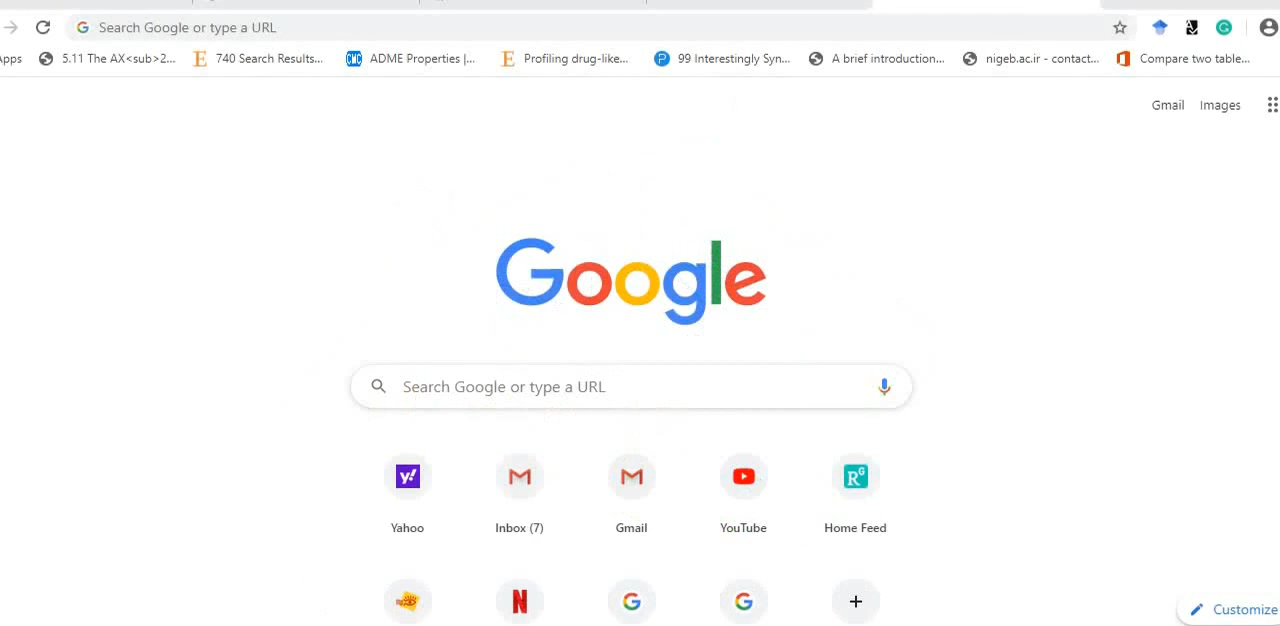 Search Google or type a URL
pps 5.11 The AX<sub>2... 740 Search Results... ADME Properties |... Profiling drug-like... 99 Interestingly Syn... A brief introduction... nigeb.ac.ir - contact... Compare two table...
Gmail Images
Google
Search Google or type a URL
Yahoo Inbox (7) Gmail YouTube Home Feed
Customize